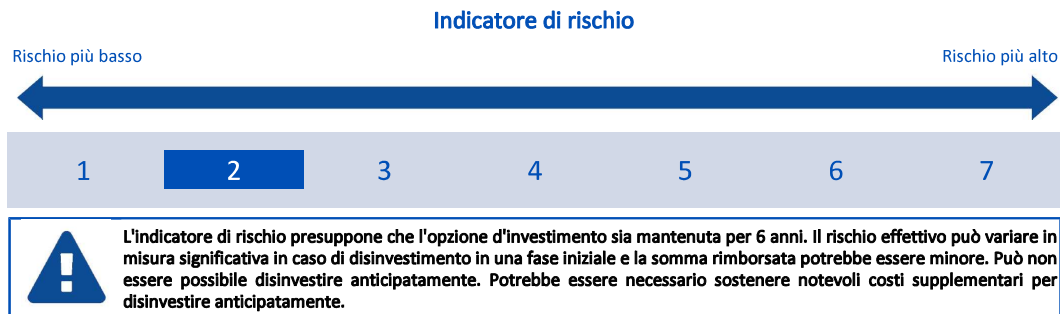 Indicatore di rischio
Rischio più basso
Rischio più alto
1 2 3 4 5 6 7
L'indicatore di rischio presuppone che l'opzione d'investimento sia mantenuta per 6 anni. Il rischio effettivo può variare in
misura significativa in caso di disinvestimento in una fase iniziale e la somma rimborsata potrebbe essere minore. Può non
essere possibile disinvestire anticipatamente. Potrebbe essere necessario sostenere notevoli costi supplementari per
disinvestire anticipatamente.